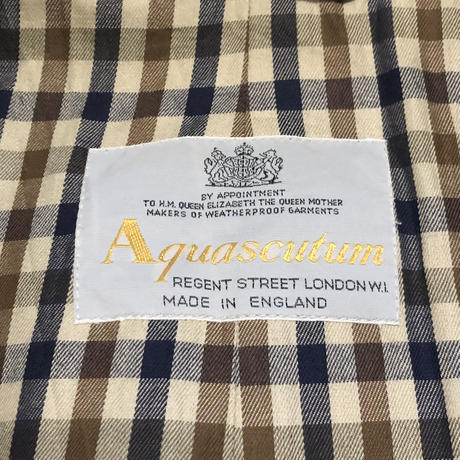 BY APPOINTMENT
TO H.M. QUEEN ELIZABETH THE QUEEN MOTHER
MAKERS OF WEATHERPROOF GARMENTS
Aquascutum
REGENT STREET LONDON W.1.
MADE IN ENGLAND